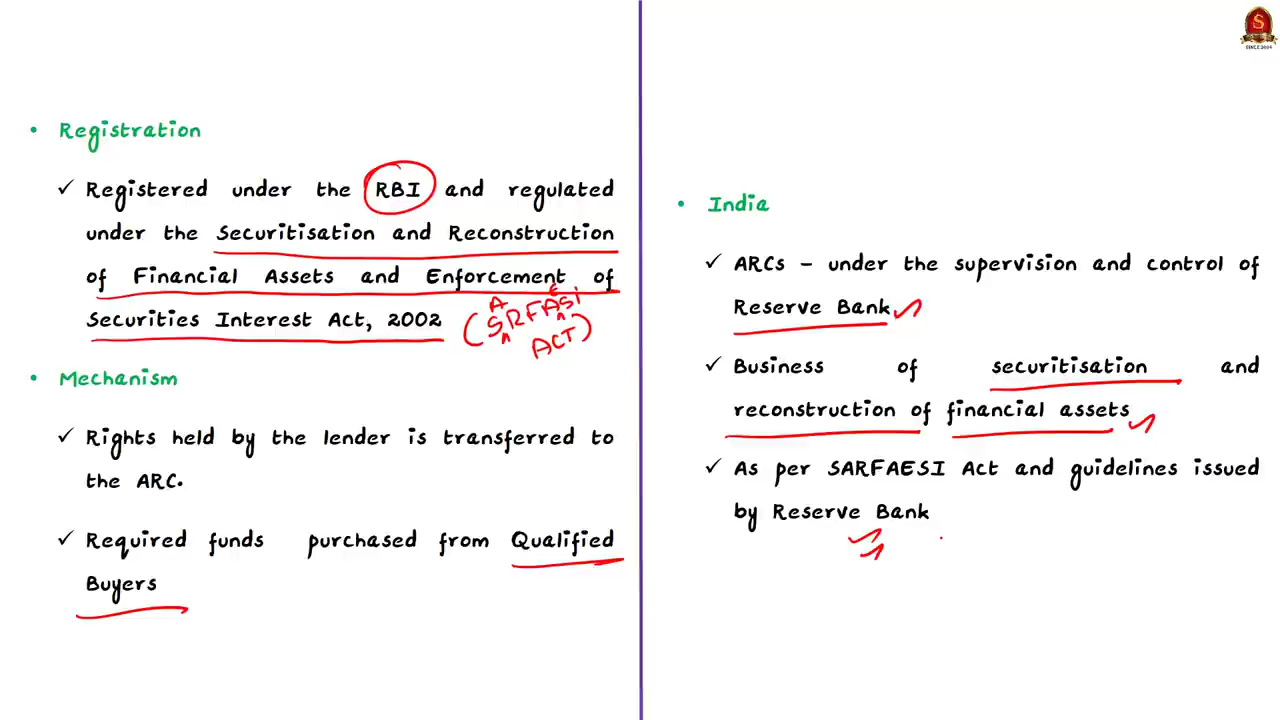 • Registration
✓ Registered under the RBI and regulated
under the Securitisation and Reconstruction
of Financial Assets and Enforcement of
Securities Interest Act, 2002
(SARFAESI
ACT)
• Mechanism
✓ Rights held by the lender is transferred to
the ARC.
✓ Required funds purchased from Qualified
Buyers
S
SINCE 2004
• India
✓ ARCs - under the supervision and control of
Reserve Bank
✓ Business of securitisation and
reconstruction of financial assets
✓ As per SARFAESI Act and guidelines issued
by Reserve Bank